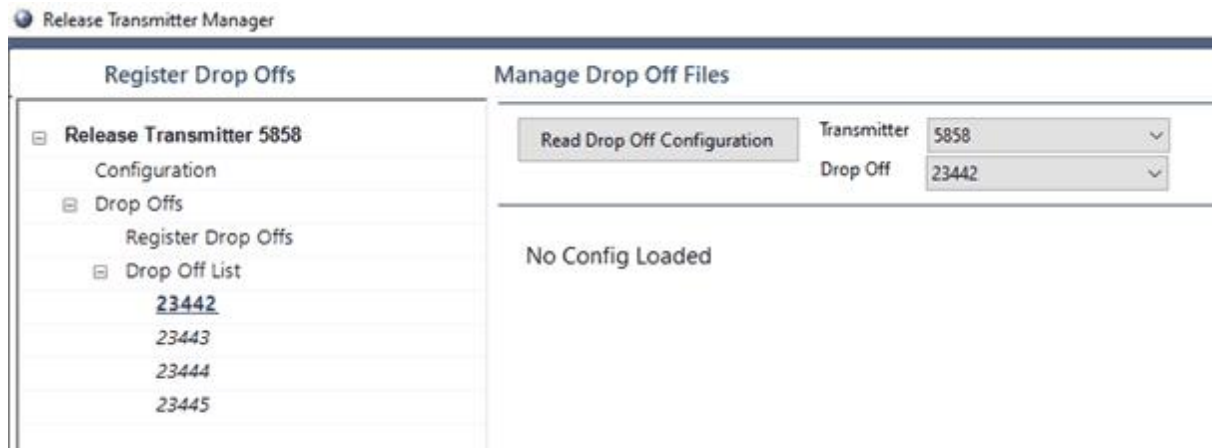 Release Transmitter Manager
Register Drop Offs
Manage Drop Off Files
Release Transmitter 5858
Configuration
Drop Offs
Register Drop Offs
Drop Off List
23442
23443
23444
23445
Read Drop Off Configuration
Transmitter 5858
Drop Off 23442
No Config Loaded